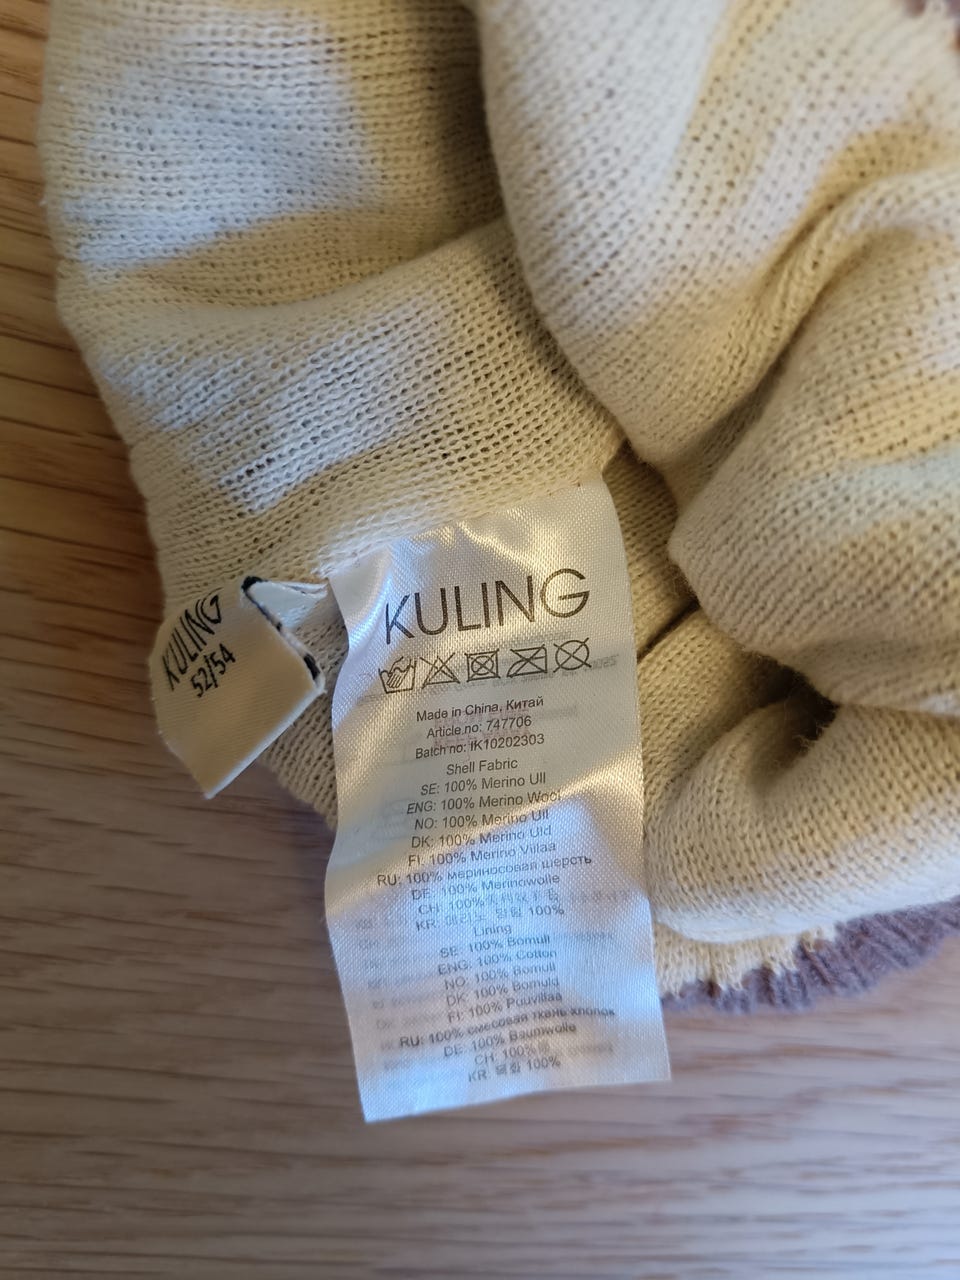 KULING
52/54
KULING
Made in China, Китай
Article.no: 747706
Batch no: IK10202303
Shell Fabric
SE: 100% Merino Ull
ENG: 100% Merino Wool
NO: 100% Merino Ull
DK: 100% Merino Uld
FI: 100% Merino Villaa
RU: 100% мериносовая шерсть
DE: 100% Merinowolle
CH: 100%
KR: 메리노 100%
Lining
SE: 100% Bomull
ENG: 100% Cotton
NO: 100% Bomull
DK: 100% Bomuld
FI: 100% Puuvillaa
RU: 100% смесовая ткань хлопок
DE: 100% Baumwolle
CH: 100%
KR: 100%